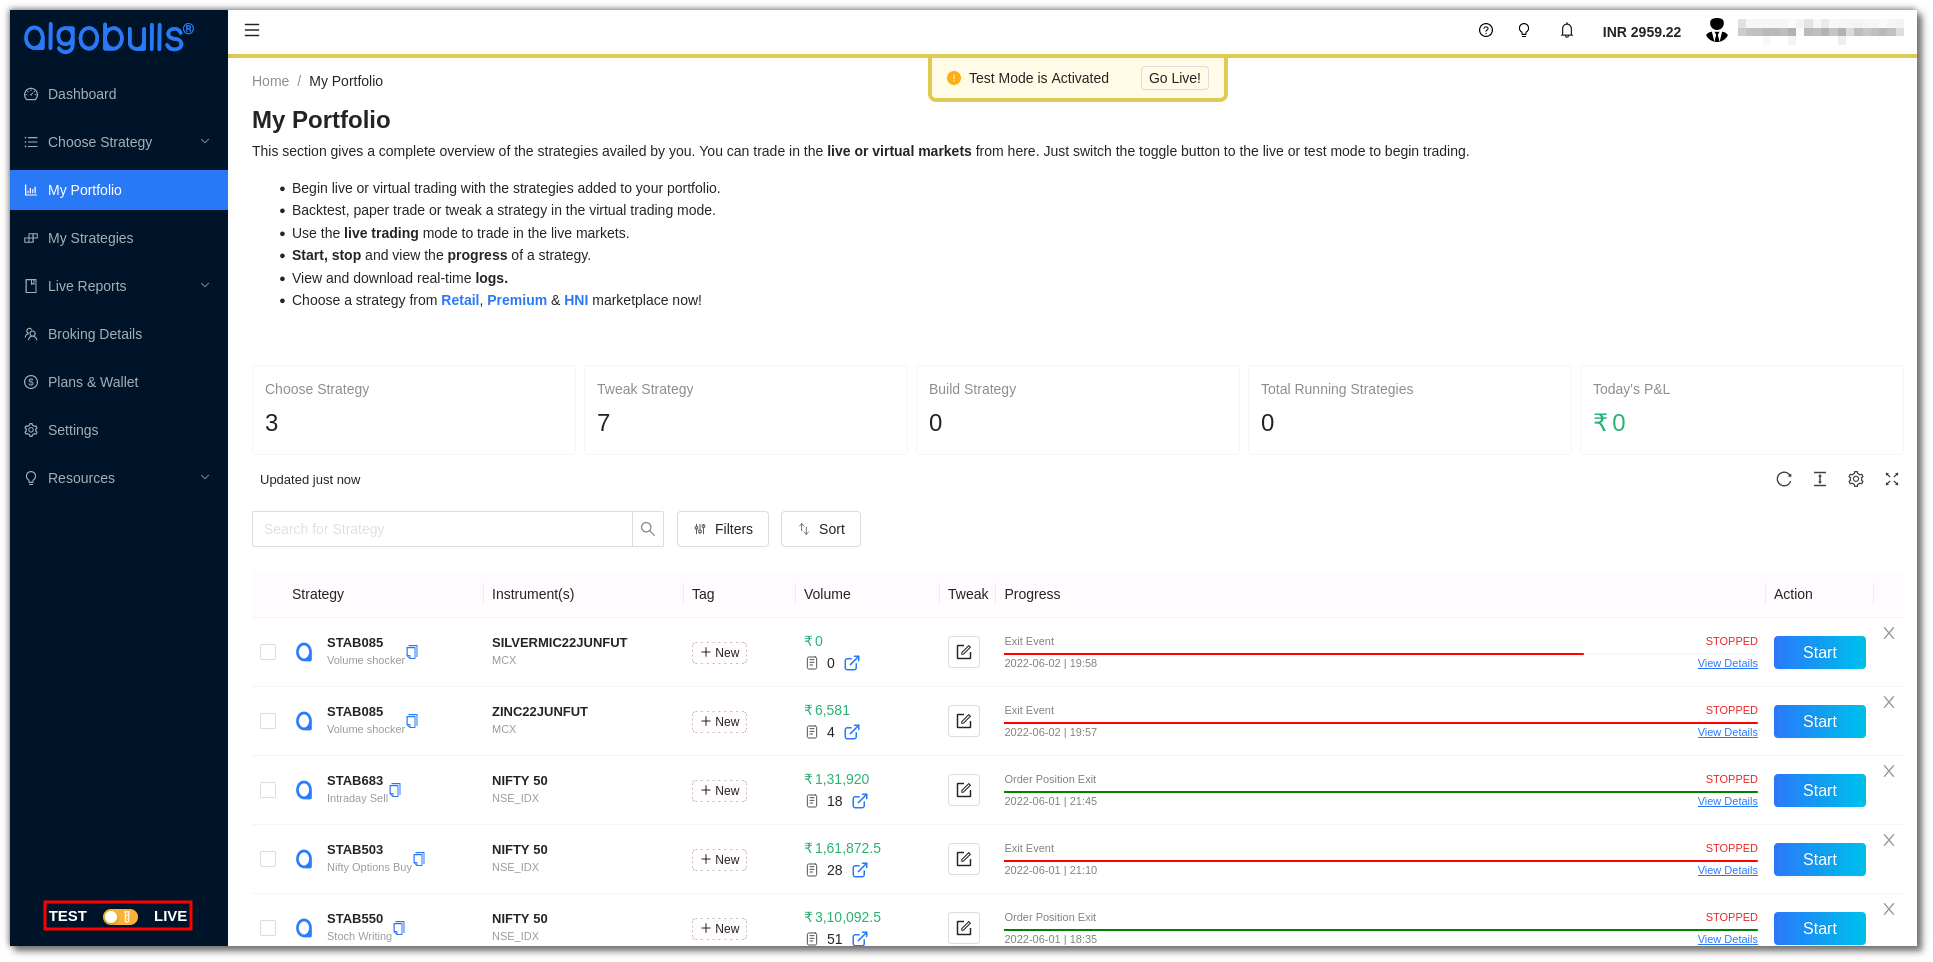 algobulls®
INR 2959.22
Dashboard
Choose Strategy
My Portfolio
My Strategies
Live Reports
Broking Details
Plans & Wallet
Settings
Resources
TEST LIVE
Home / My Portfolio
Test Mode is Activated Go Live!
My Portfolio
This section gives a complete overview of the strategies availed by you. You can trade in the live or virtual markets from here. Just switch the toggle button to the live or test mode to begin trading.
• Begin live or virtual trading with the strategies added to your portfolio.
• Backtest, paper trade or tweak a strategy in the virtual trading mode.
• Use the live trading mode to trade in the live markets.
• Start, stop and view the progress of a strategy.
• View and download real-time logs.
• Choose a strategy from Retail, Premium & HNI marketplace now!
Choose Strategy
3
Tweak Strategy
7
Build Strategy
0
Total Running Strategies
0
Today's P&L
₹ 0
Updated just now
Search for Strategy
Filters
Sort
Strategy Instrument(s) Tag Volume Tweak Progress Action
STAB085 SILVERMIC22JUNFUT ₹ 0 Exit Event STOPPED
Volume shocker MCX + New 0 2022-06-02 | 19:58 View Details Start
STAB085 ZINC22JUNFUT ₹ 6,581 Exit Event STOPPED
Volume shocker MCX + New 4 2022-06-02 | 19:57 View Details Start
STAB683 NIFTY 50 ₹ 1,31,920 Order Position Exit STOPPED
Intraday Sell NSE_IDX + New 18 2022-06-01 | 21:45 View Details Start
STAB503 NIFTY 50 ₹ 1,61,872.5 Exit Event STOPPED
Nifty Options Buy NSE_IDX + New 28 2022-06-01 | 21:10 View Details Start
STAB550 NIFTY 50 ₹ 3,10,092.5 Order Position Exit STOPPED
Stoch Writing NSE_IDX + New 51 2022-06-01 | 18:35 View Details Start